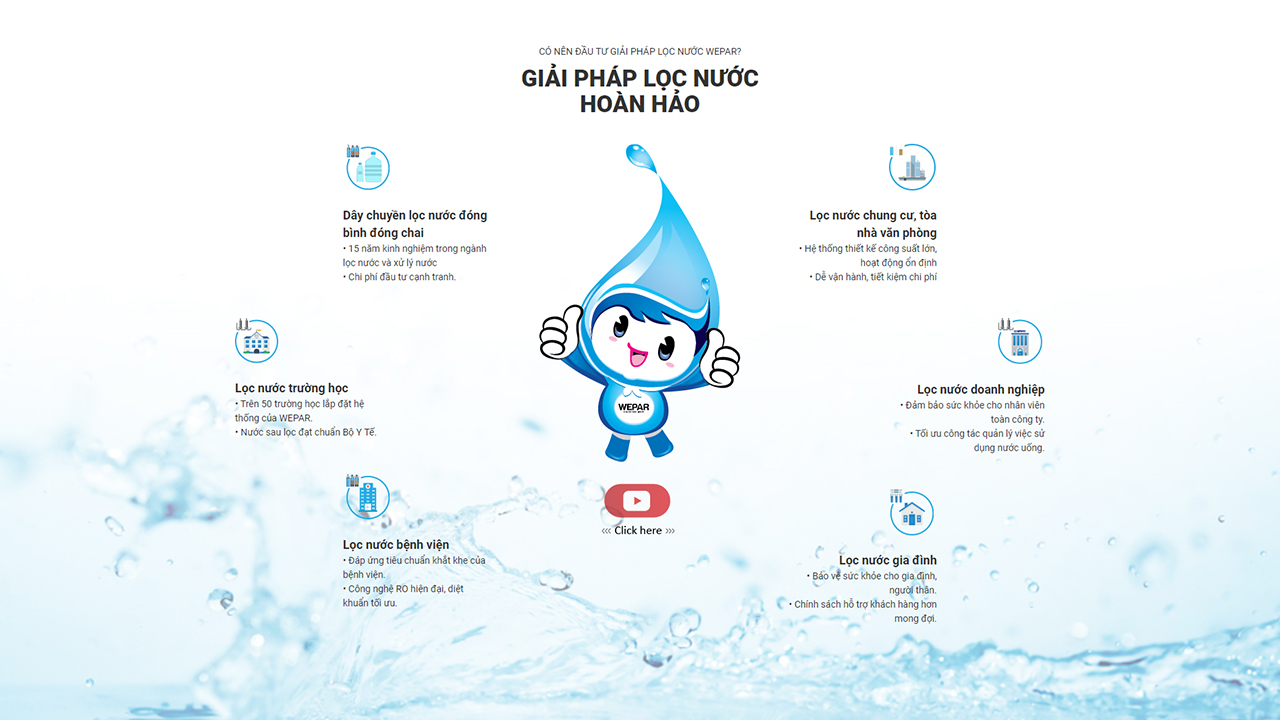 CÓ NÊN ĐẦU TƯ GIẢI PHÁP LỌC NƯỚC WEPAR?
GIẢI PHÁP LỌC NƯỚC
HOÀN HẢO
Dây chuyền lọc nước đóng
bình đóng chai
• 15 năm kinh nghiệm trong ngành
lọc nước và xử lý nước
• Chi phí đầu tư cạnh tranh.
Lọc nước chung cư, tòa
nhà văn phòng
• Hệ thống thiết kế công suất lớn,
hoạt động ổn định
• Dễ vận hành, tiết kiệm chi phí
Lọc nước trường học
• Trên 50 trường học lắp đặt hệ
thống của WEPAR.
• Nước sau lọc đạt chuẩn Bộ Y Tế.
Lọc nước doanh nghiệp
• Đảm bảo sức khỏe cho nhân viên
toàn công ty.
• Tối ưu công tác quản lý việc sử
dụng nước uống.
WEPAR
Lọc nước bệnh viện
• Đáp ứng tiêu chuẩn khắt khe của
bệnh viện.
• Công nghệ RO hiện đại, diệt
khuẩn tối ưu.
‹‹‹ Click here ›››
Lọc nước gia đình
• Bảo vệ sức khỏe cho gia đình,
người thân.
• Chính sách hỗ trợ khách hàng hơn
mong đợi.